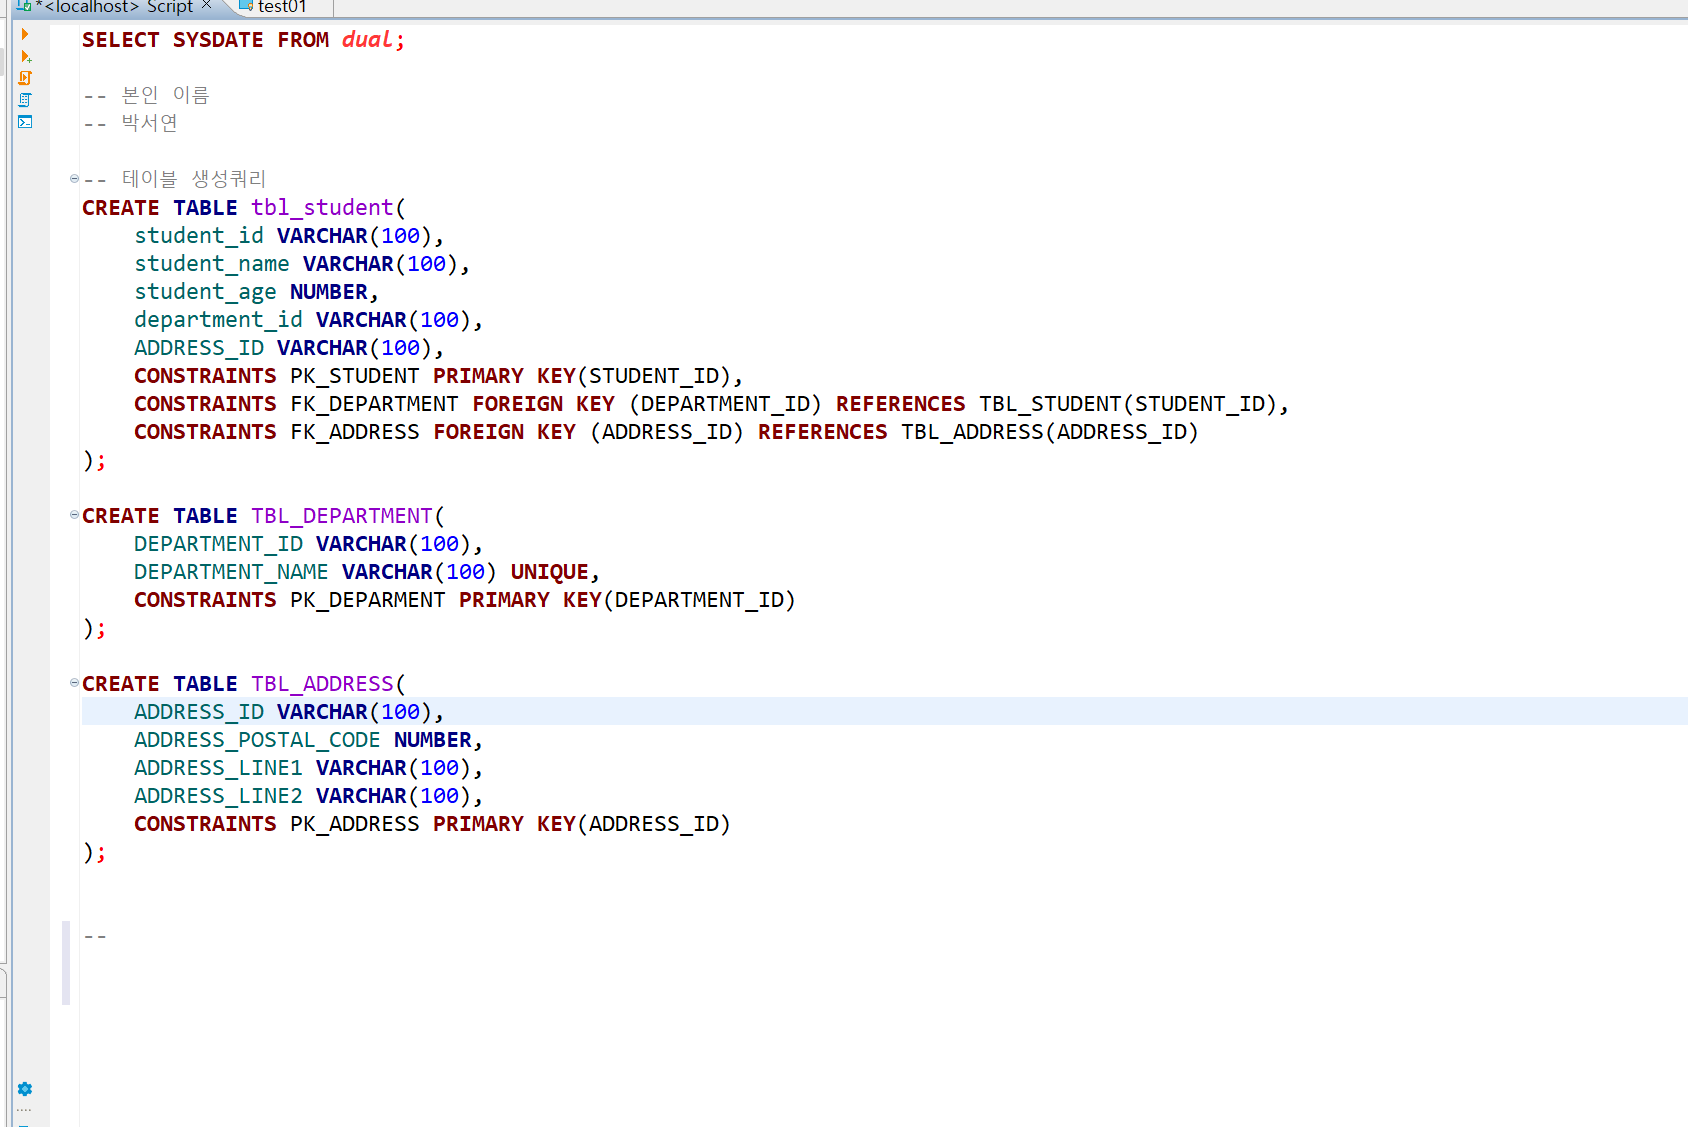 *<localhost> Script
test01
SELECT SYSDATE FROM dual;
-- 본인 이름
-- 박서연
-- 테이블 생성쿼리
CREATE TABLE tbl_student(
student_id VARCHAR(100),
student_name VARCHAR(100),
student_age NUMBER,
department_id VARCHAR(100),
ADDRESS_ID VARCHAR(100),
CONSTRAINTS PK_STUDENT PRIMARY KEY(STUDENT_ID),
CONSTRAINTS FK_DEPARTMENT FOREIGN KEY (DEPARTMENT_ID) REFERENCES TBL_STUDENT(STUDENT_ID),
CONSTRAINTS FK_ADDRESS FOREIGN KEY (ADDRESS_ID) REFERENCES TBL_ADDRESS(ADDRESS_ID)
);
CREATE TABLE TBL_DEPARTMENT(
DEPARTMENT_ID VARCHAR(100),
DEPARTMENT_NAME VARCHAR(100) UNIQUE,
CONSTRAINTS PK_DEPARMENT PRIMARY KEY(DEPARTMENT_ID)
);
CREATE TABLE TBL_ADDRESS(
ADDRESS_ID VARCHAR(100),
ADDRESS_POSTAL_CODE NUMBER,
ADDRESS_LINE1 VARCHAR(100),
ADDRESS_LINE2 VARCHAR(100),
CONSTRAINTS PK_ADDRESS PRIMARY KEY(ADDRESS_ID)
);
--